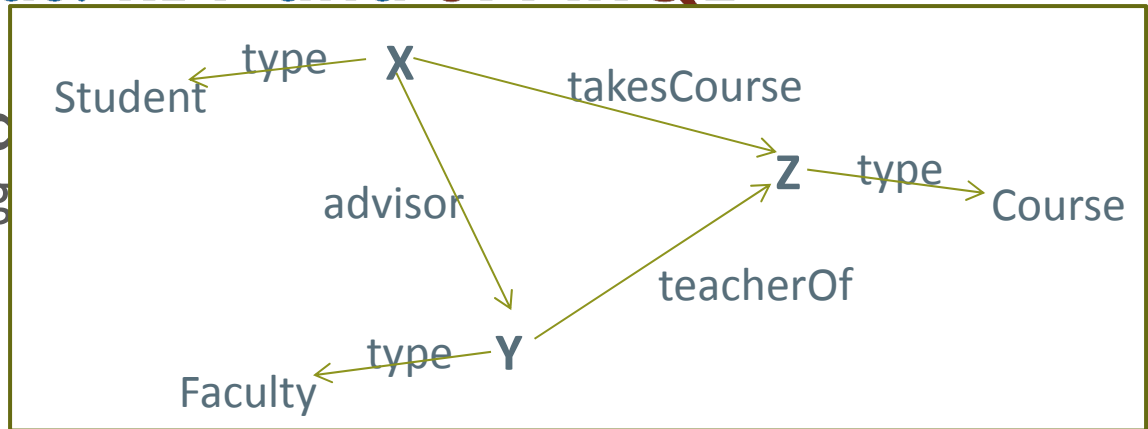 type X
Student
takesCourse
Z type
Course
advisor
teacherOf
type Y
Faculty